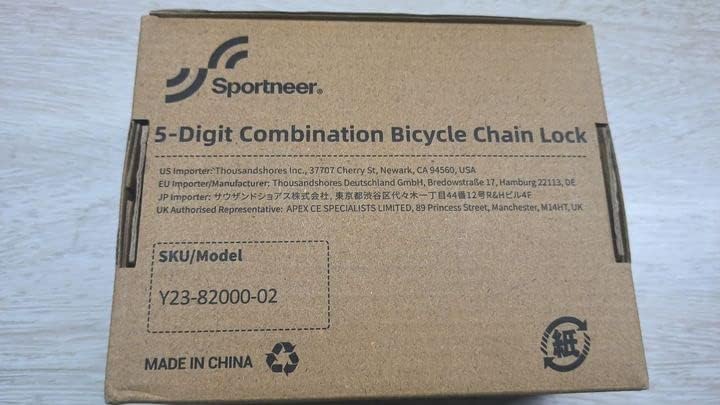 Sportneer®
5-Digit Combination Bicycle Chain Lock
US Importer: Thousandshores Inc., 37707 Cherry St, Newark, CA 94560, USA
EU Importer/Manufacturer: Thousandshores Deutschland GmbH, Bredowstraße 17, Hamburg 22113, DE
JP Importer: サウザンドショアス株式会社, 東京都渋谷区代々木一丁目44番12号R&Hビル4F
UK Authorised Representative: APEX CE SPECIALISTS LIMITED, 89 Princess Street, Manchester, M14HT, UK
SKU/Model
Y23-82000-02
MADE IN CHINA
紙